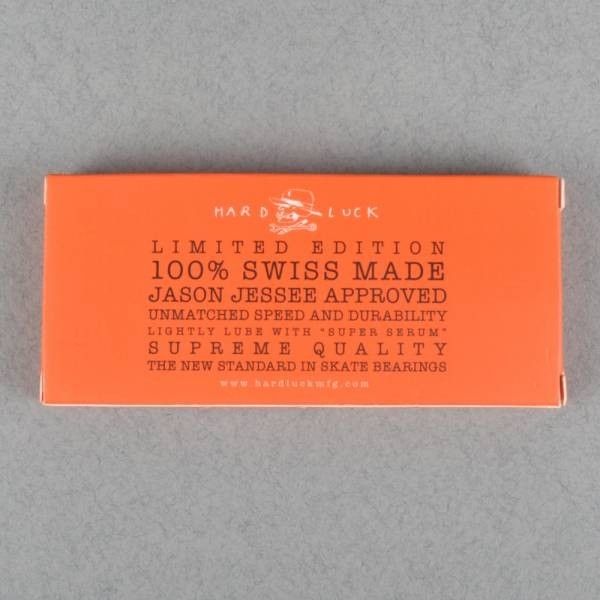 HARD LUCK
LIMITED EDITION
100% SWISS MADE
JASON JESSEE APPROVED
UNMATCHED SPEED AND DURABILITY
LIGHTLY LUBE WITH "SUPER SERUM"
SUPREME QUALITY
THE NEW STANDARD IN SKATE BEARINGS
www.hardluckmfg.com